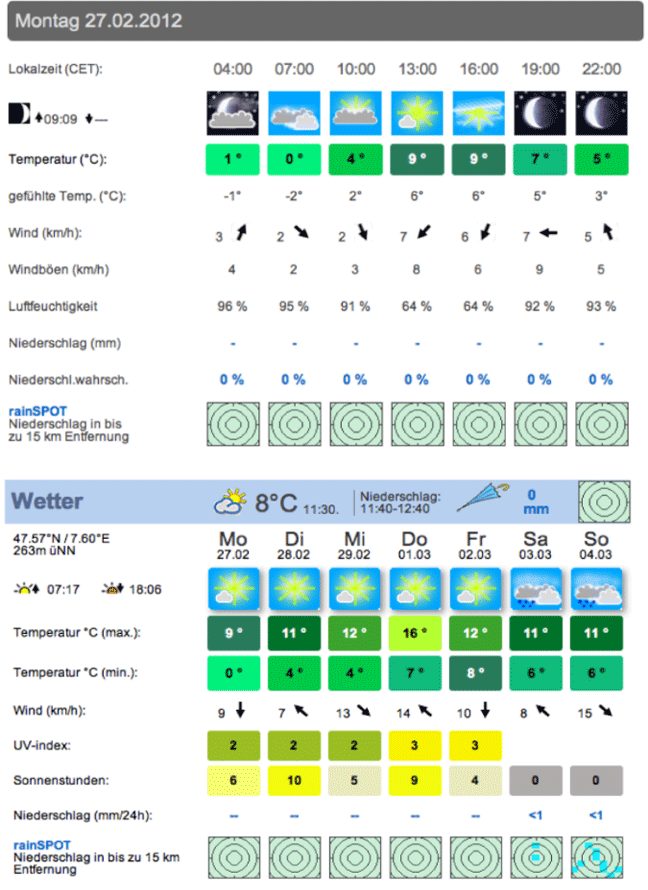 Montag 27.02.2012
Lokalzeit (CET): 04:00 07:00 10:00 13:00 16:00 19:00 22:00
09:09 ---
Temperatur (°C): 1° 0° 4° 9° 9° 7° 5°
gefühlte Temp. (°C): -1° -2° 2° 6° 6° 5° 3°
Wind (km/h): 3 2 2 7 6 7 5
Windböen (km/h) 4 2 3 8 6 9 5
Luftfeuchtigkeit 96 % 95 % 91 % 64 % 64 % 92 % 93 %
Niederschlag (mm) - - - - - - -
Niederschl.wahrsch. 0 % 0 % 0 % 0 % 0 % 0 % 0 %
rainSPOT
Niederschlag in bis
zu 15 km Entfernung
Wetter 8°C 11:30.
Niederschlag:
11:40-12:40
0
mm
47.57°N / 7.60°E
263m üNN
Mo Di Mi Do Fr Sa So
27.02 28.02 29.02 01.03 02.03 03.03 04.03
07:17 18:06
Temperatur °C (max.): 9° 11° 12° 16° 12° 11° 11°
Temperatur °C (min.): 0° 4° 4° 7° 8° 6° 6°
Wind (km/h): 9 7 13 14 10 8 15
UV-index: 2 2 2 3 3
Sonnenstunden: 6 10 5 9 4 0 0
Niederschlag (mm/24h): -- -- -- -- -- <1 <1
rainSPOT
Niederschlag in bis zu 15 km
Entfernung